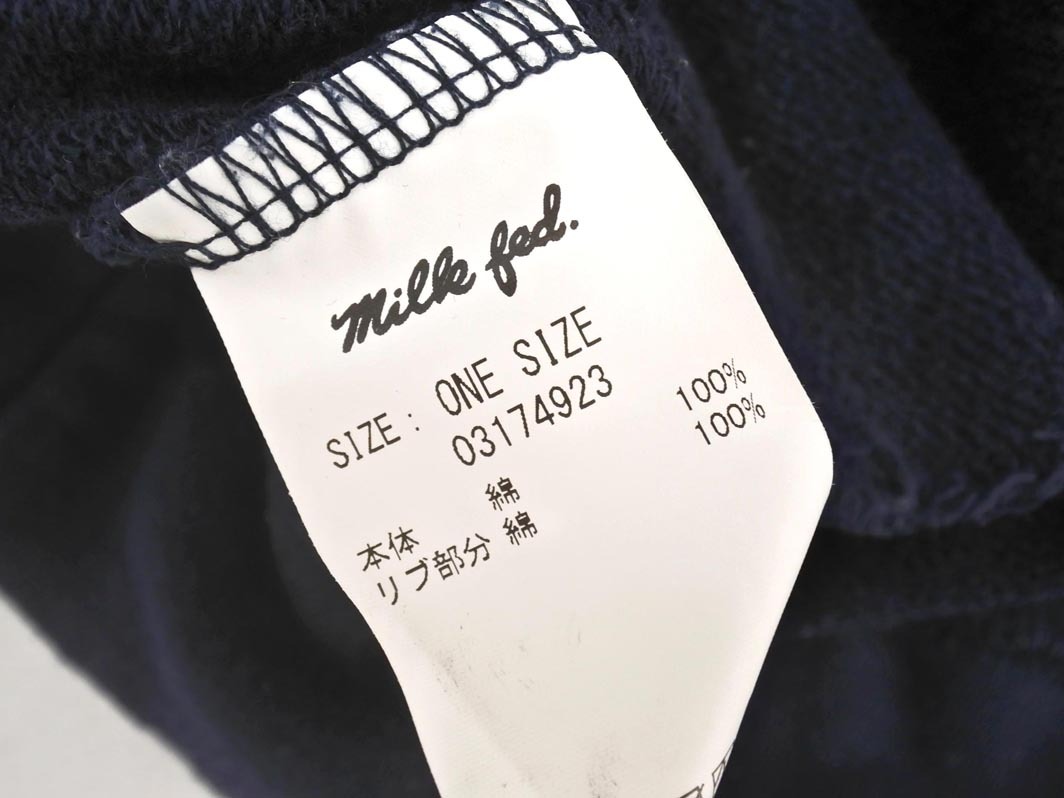 Milk fed.
SIZE: ONE SIZE
03174923
本体 綿 100%
リブ部分 綿 100%